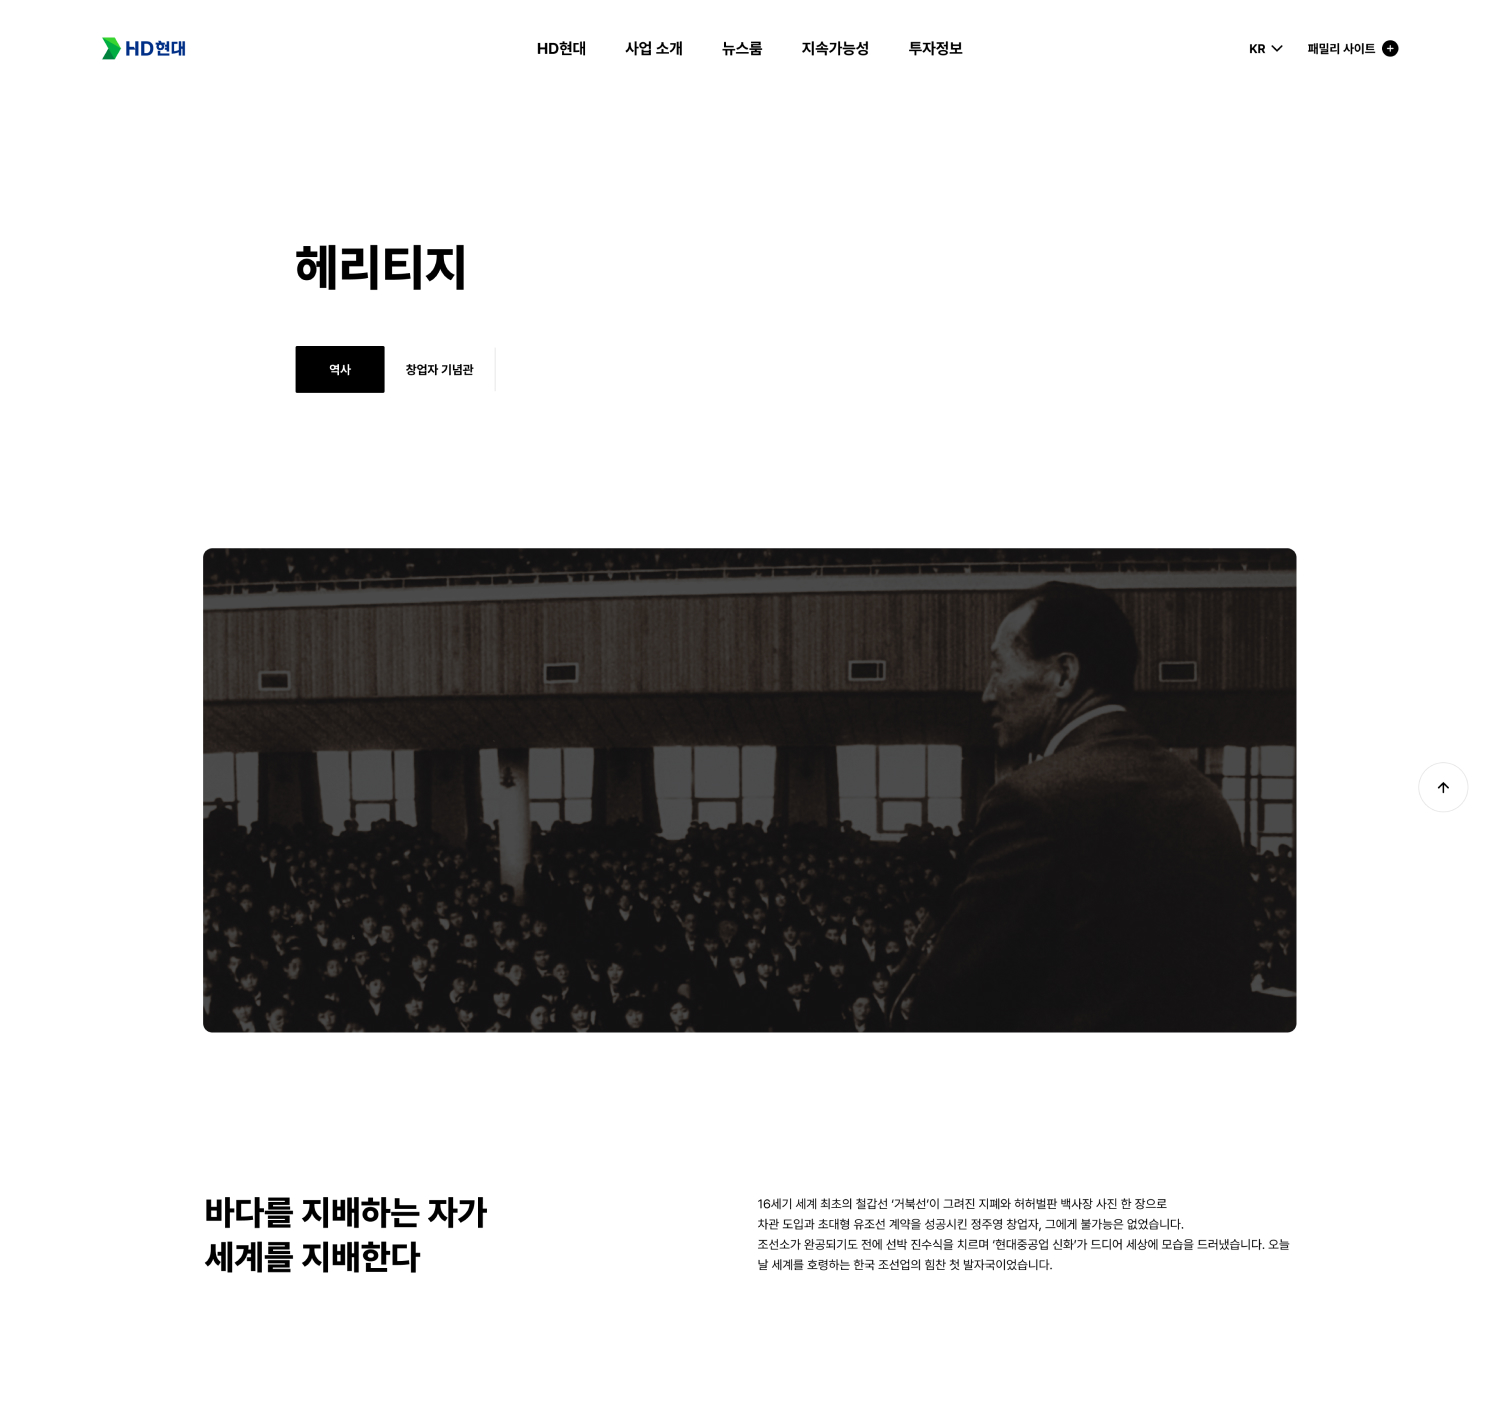 HD현대
HD현대 사업 소개 뉴스룸 지속가능성 투자정보
KR 패밀리 사이트
헤리티지
역사 창업자 기념관
바다를 지배하는 자가
세계를 지배한다
16세기 세계 최초의 철갑선 ‘거북선’이 그려진 지폐와 허허벌판 백사장 사진 한 장으로
차관 도입과 초대형 유조선 계약을 성공시킨 정주영 창업자, 그에게 불가능은 없었습니다.
조선소가 완공되기도 전에 선박 진수식을 치르며 ‘현대중공업 신화’가 드디어 세상에 모습을 드러냈습니다. 오늘
날 세계를 호령하는 한국 조선업의 힘찬 첫 발자국이었습니다.